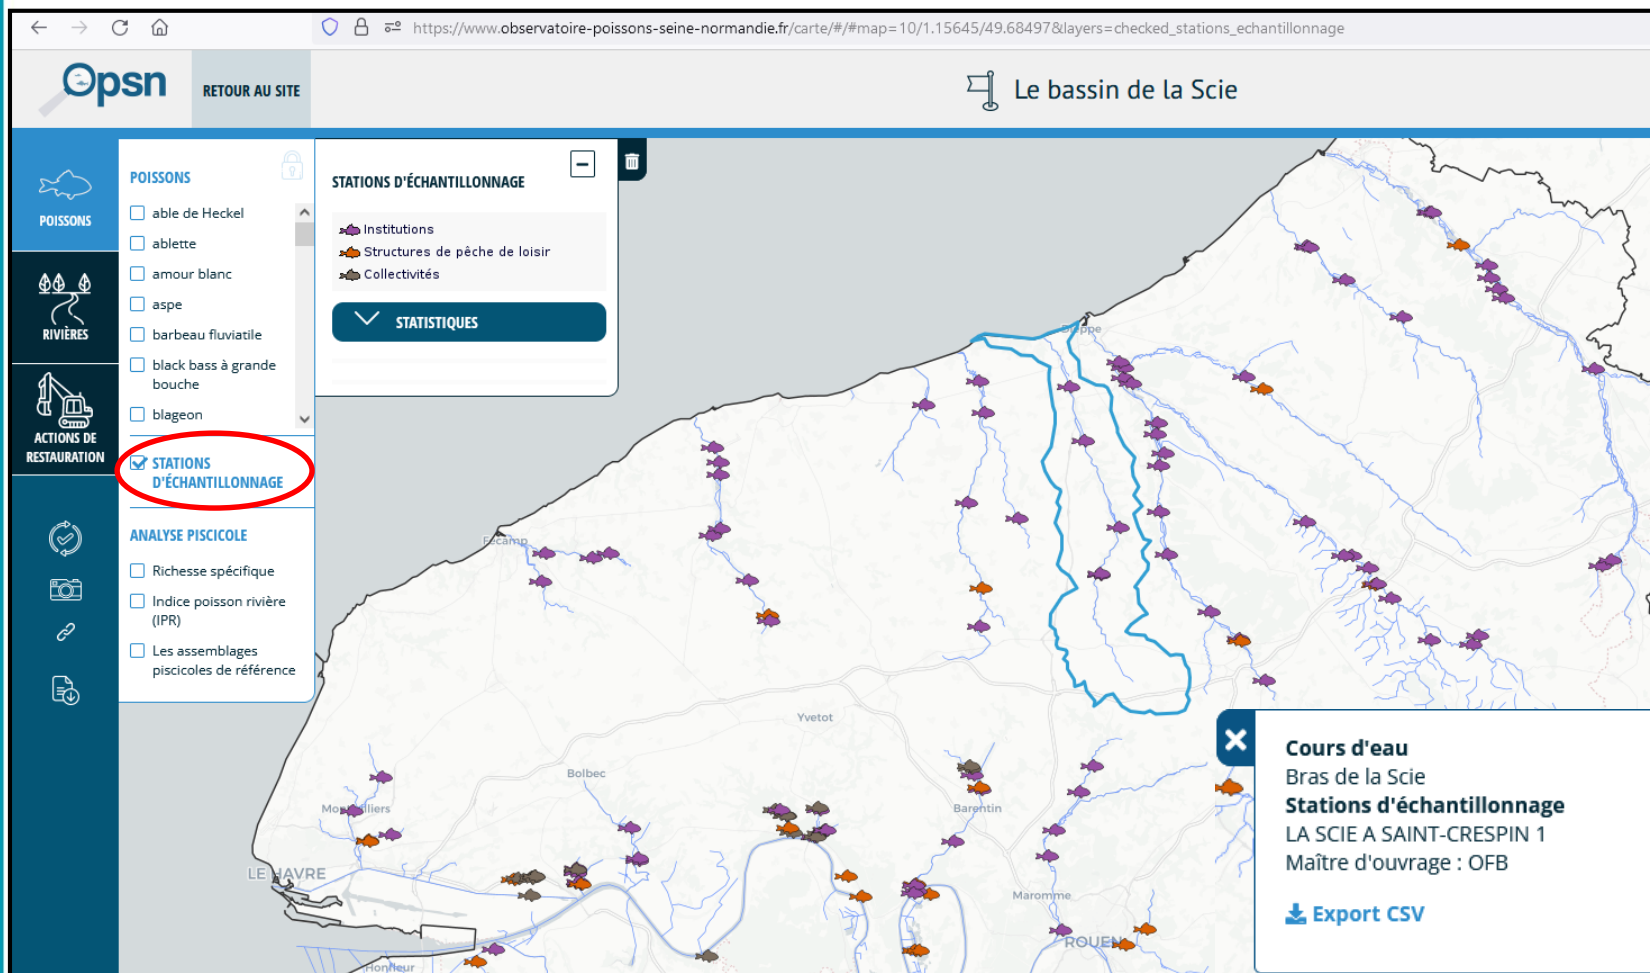 https://www.observatoire-poissons-seine-normandie.fr/carte/#/#map=10/1.15645/49.68497&layers=checked_stations_echantillonnage
Opsn
RETOUR AU SITE
Le bassin de la Scie
POISSONS
RIVIÈRES
ACTIONS DE
RESTAURATION
POISSONS
able de Heckel
ablette
amour blanc
aspe
barbeau fluviatile
black bass à grande
bouche
blageon
STATIONS
D'ÉCHANTILLONNAGE
ANALYSE PISCICOLE
Richesse spécifique
Indice poisson rivière
(IPR)
Les assemblages
piscicoles de référence
STATIONS D'ÉCHANTILLONNAGE
Institutions
Structures de pêche de loisir
Collectivités
STATISTIQUES
Dieppe
Fécamp
Yvetot
Bolbec
Montivilliers
Barentin
LE HAVRE
Maromme
ROUEN
Honfleur
Cours d'eau
Bras de la Scie
Stations d'échantillonnage
LA SCIE A SAINT-CRESPIN 1
Maître d'ouvrage : OFB
Export CSV